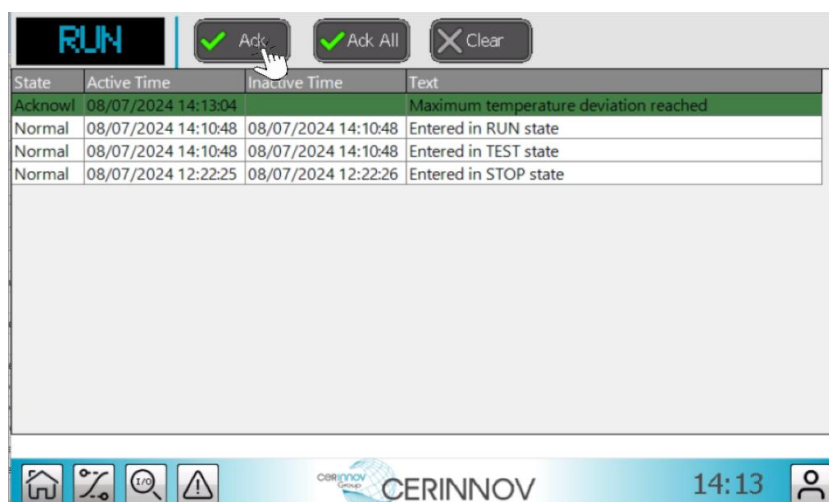 RUN
Ack
Ack All
Clear
State Active Time Inactive Time Text
Acknowl 08/07/2024 14:13:04 Maximum temperature deviation reached
Normal 08/07/2024 14:10:48 08/07/2024 14:10:48 Entered in RUN state
Normal 08/07/2024 14:10:48 08/07/2024 14:10:48 Entered in TEST state
Normal 08/07/2024 12:22:25 08/07/2024 12:22:26 Entered in STOP state
I/O
cerinnov
Group
CERINNOV
14:13